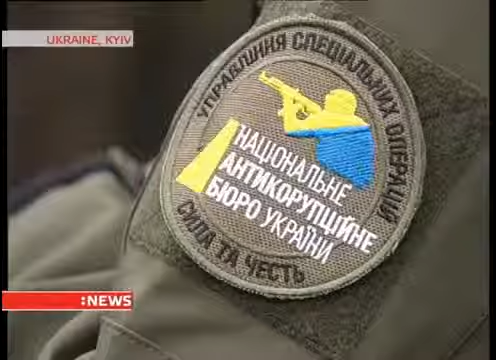 UKRAINE, KYIV
УПРАВЛІННЯ СПЕЦІАЛЬНИХ ОПЕРАЦІЙ
НАЦІОНАЛЬНЕ
АНТИКОРУПЦІЙНЕ
БЮРО УКРАЇНИ
СИЛА ТА ЧЕСТЬ
:NEWS